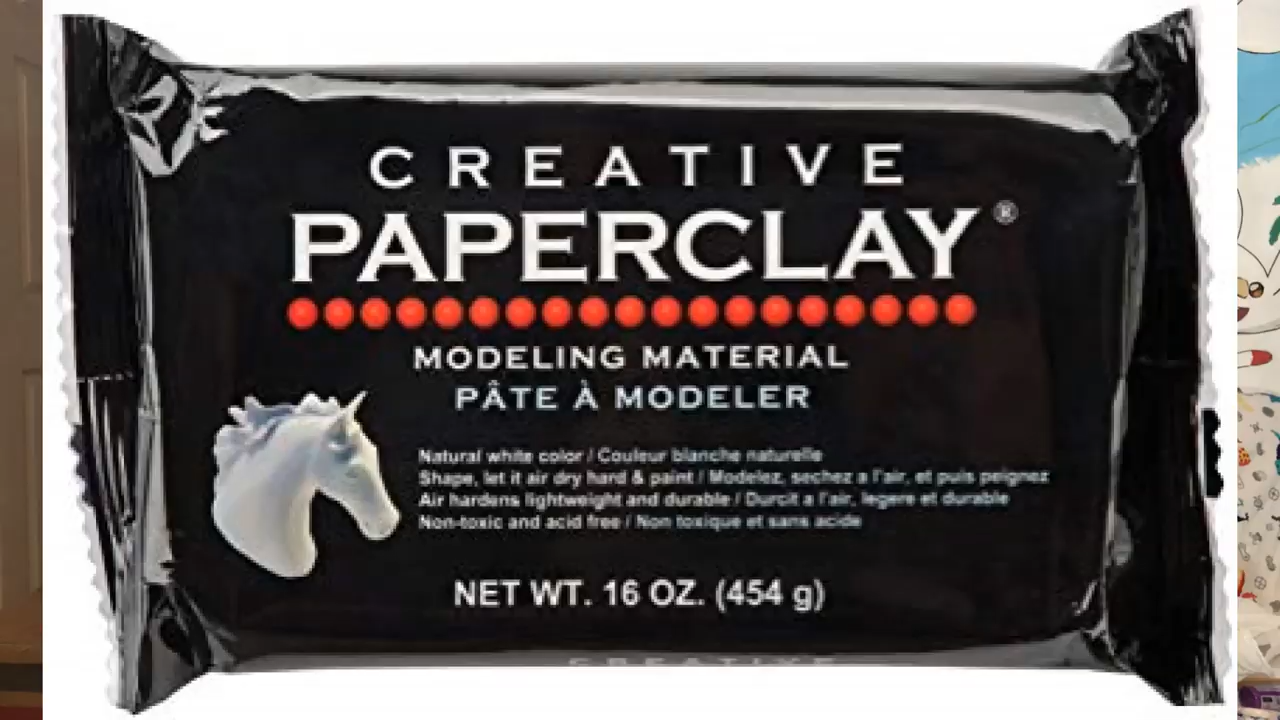 CREATIVE
PAPERCLAY®
MODELING MATERIAL
PÂTE À MODELER
Natural white color / Couleur blanche naturelle
Shape, let it air dry hard & paint / Modelez, sechez a l'air, et puis peignez
Air hardens lightweight and durable / Durcit a l'air, legere et durable
Non-toxic and acid free / Non toxique et sans acide
NET WT. 16 OZ. (454 g)
CREATIVE